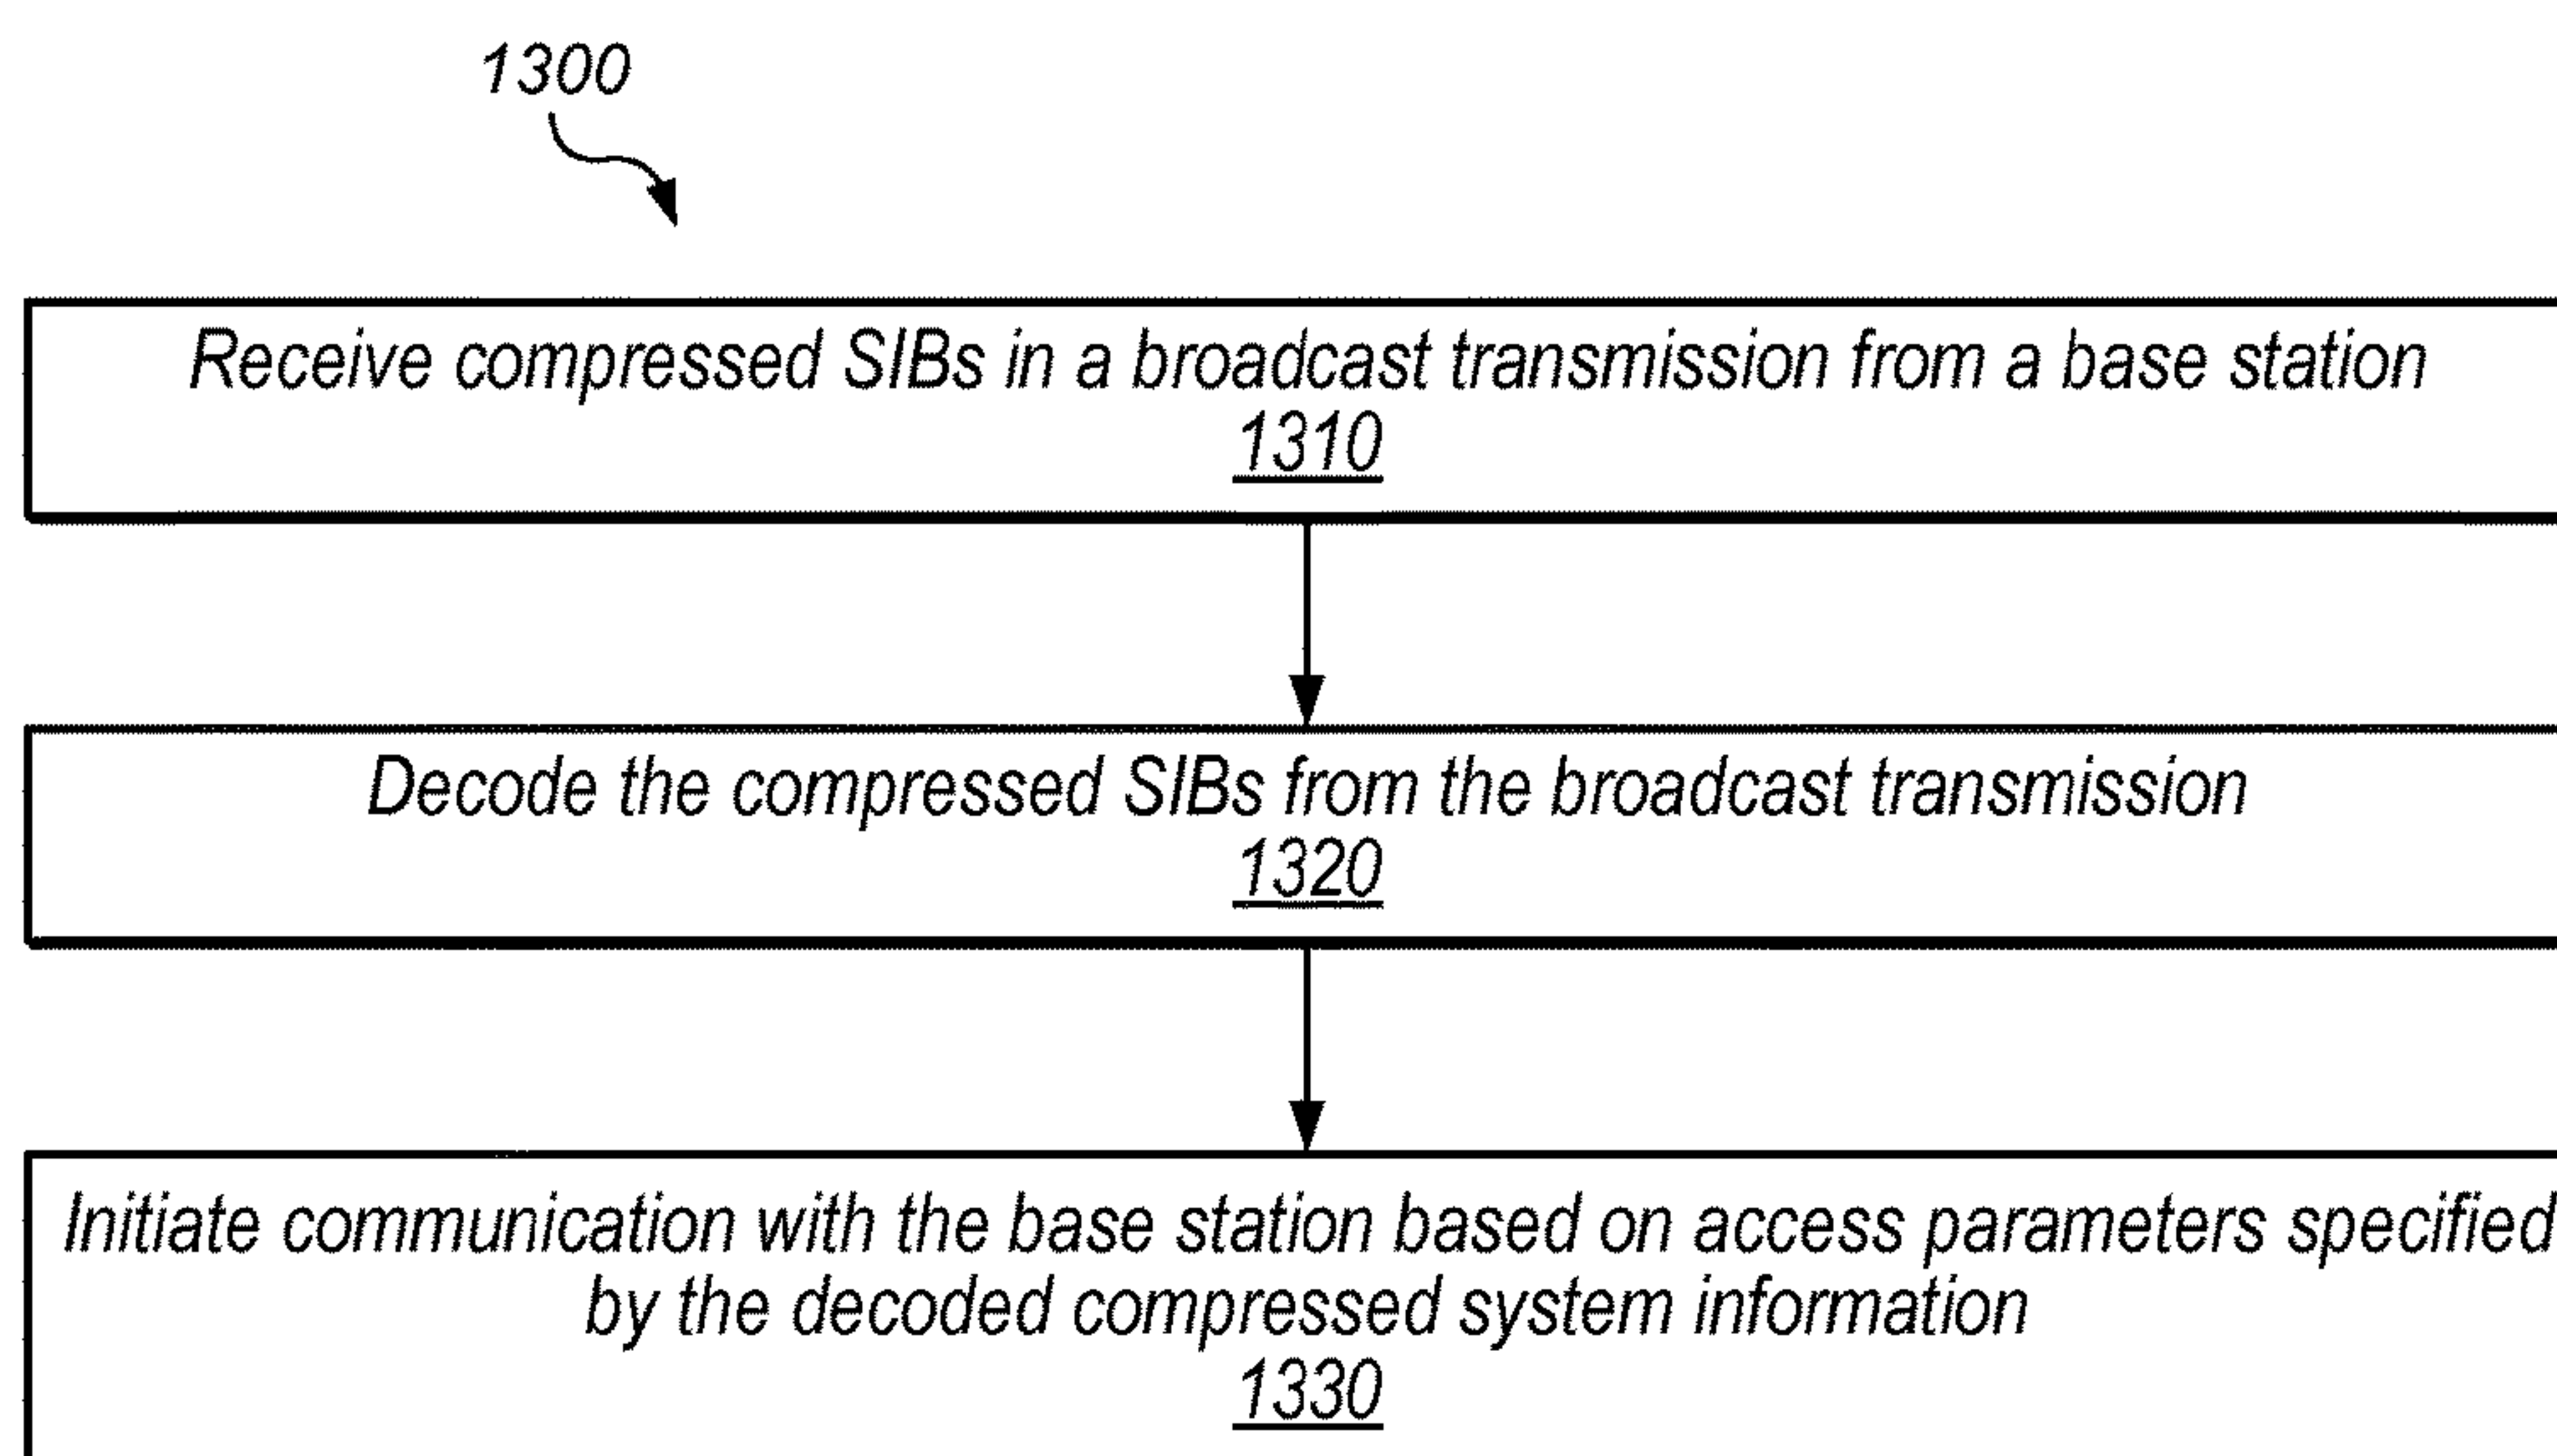 1300
Receive compressed SIBs in a broadcast transmission from a base station
1310
Decode the compressed SIBs from the broadcast transmission
1320
Initiate communication with the base station based on access parameters specified
by the decoded compressed system information
1330